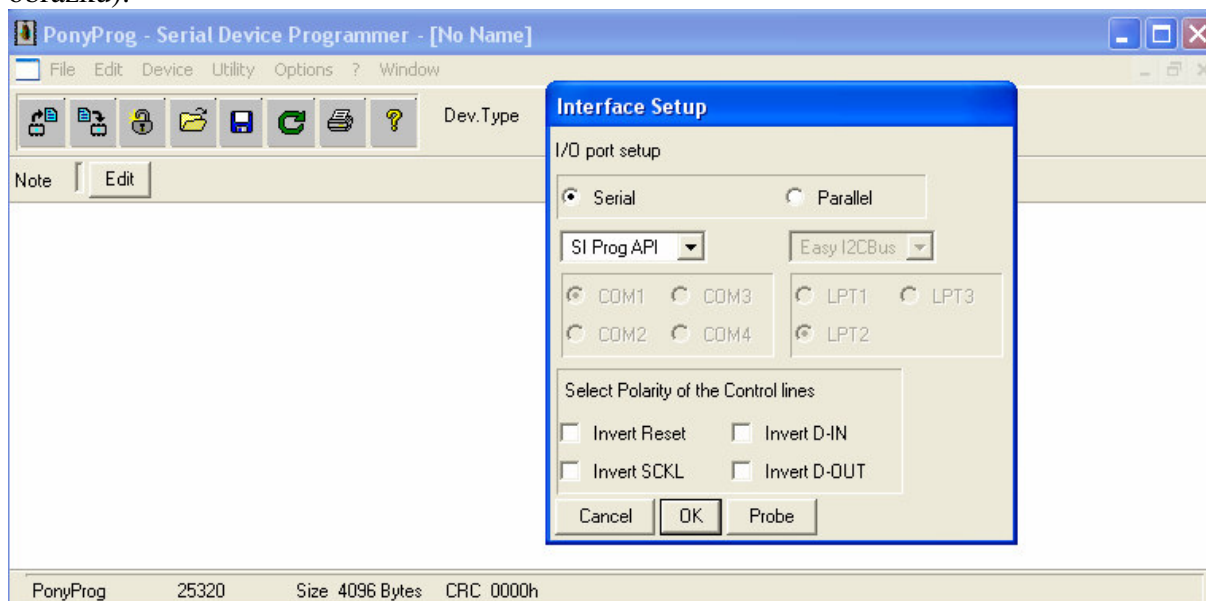 obrázku):
PonyProg - Serial Device Programmer - [No Name]
File Edit Device Utility Options ? Window
Dev.Type
Note Edit
Interface Setup
I/O port setup
Serial Parallel
SI Prog API Easy I2CBus
COM1 COM3 LPT1 LPT3
COM2 COM4 LPT2
Select Polarity of the Control lines
Invert Reset Invert D-IN
Invert SCKL Invert D-OUT
Cancel OK Probe
PonyProg 25320 Size 4096 Bytes CRC 0000h